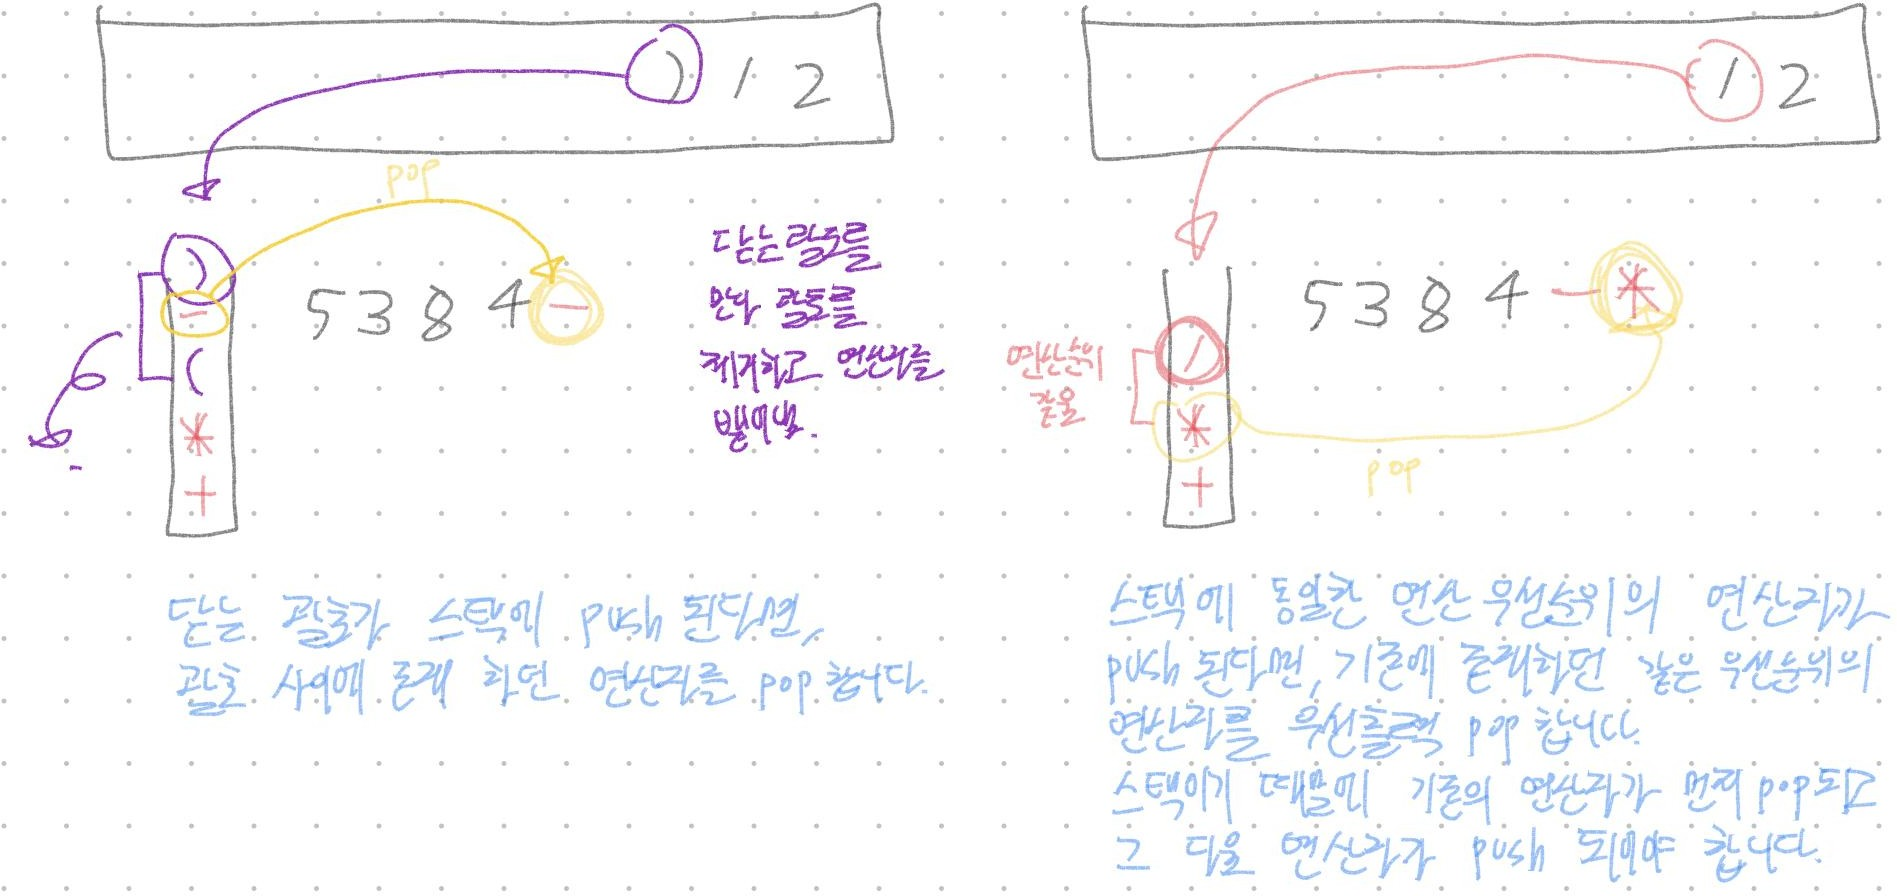 ) / 2
pop
)
-
(
*
+
5 3 8 4 -
닫는 괄호를
만나 괄호를
제거하고 연산자를
뱉어냄.
닫는 괄호가 스택에 push 된다면,
괄호 사이에 존재 하던 연산자를 pop 합니다.
/ 2
5 3 8 4 - *
연산순위
같음
/
*
+
pop
스택에 동일한 연산 우선순위의 연산자가
push 된다면, 기존에 존재하던 같은 우선순위의
연산자를 우선출력 pop 합니다.
스택이기 때문에 기존의 연산자가 먼저 pop 되고
그 다음 연산자가 push 되어야 합니다.